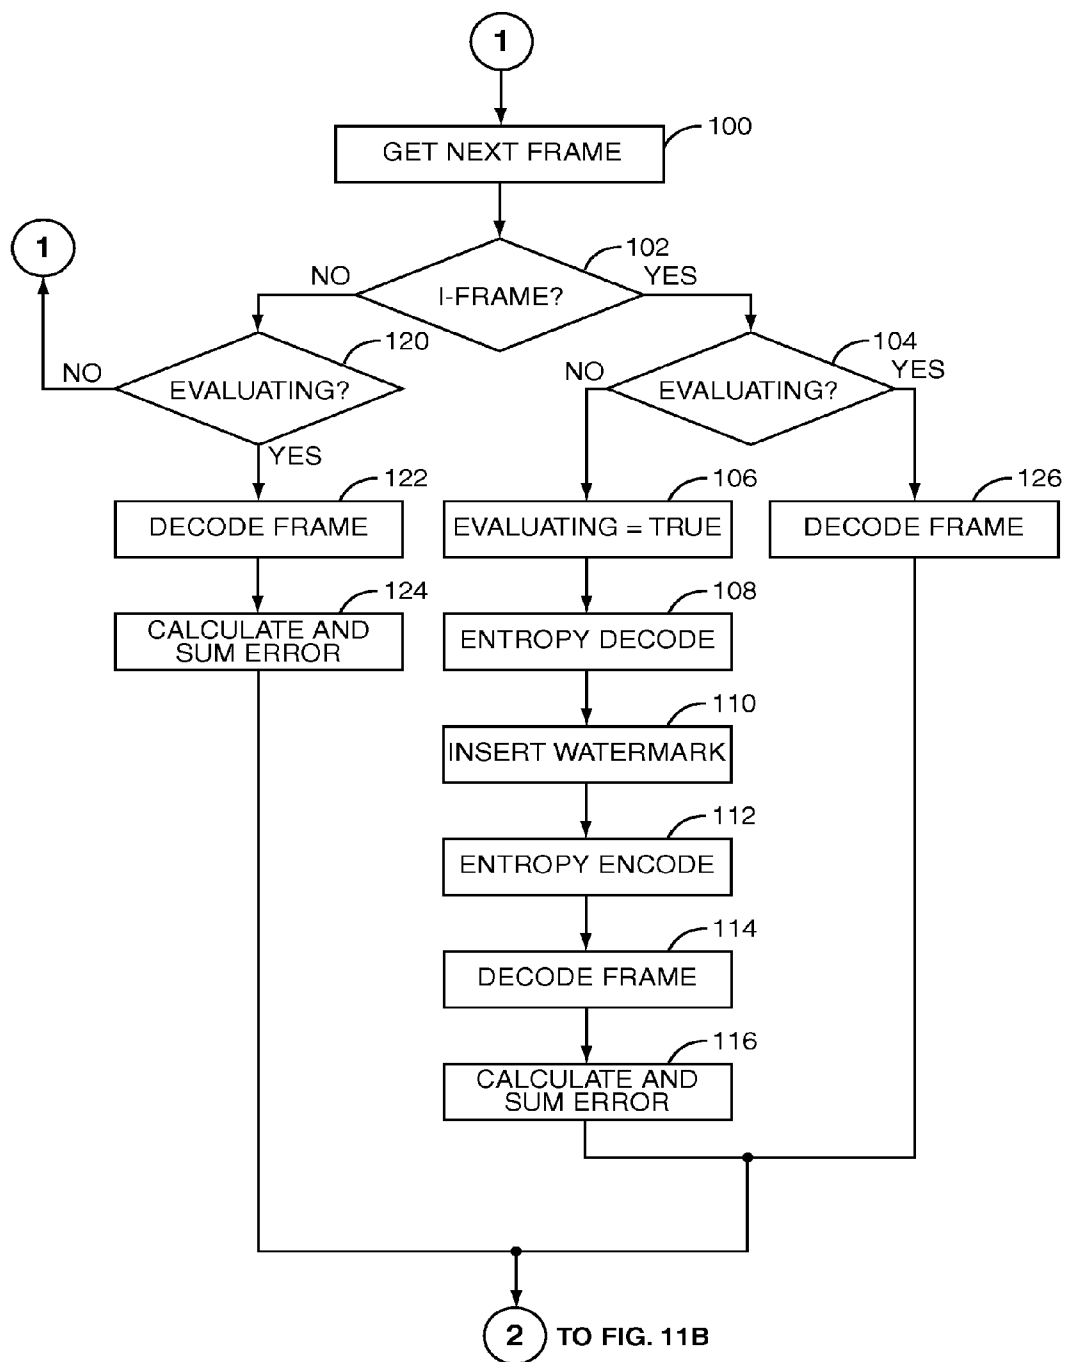 1
100
GET NEXT FRAME
1
102
NO
YES
I-FRAME?
120
104
NO
EVALUATING?
NO
EVALUATING?
YES
YES
122
106
126
DECODE FRAME
EVALUATING = TRUE
DECODE FRAME
124
108
CALCULATE AND
SUM ERROR
ENTROPY DECODE
110
INSERT WATERMARK
112
ENTROPY ENCODE
114
DECODE FRAME
116
CALCULATE AND
SUM ERROR
2
TO FIG. 11B